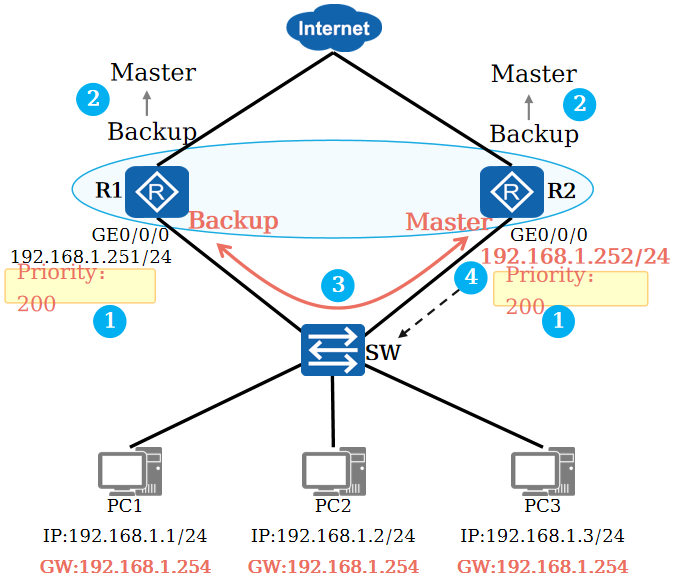 Internet
Master
Master
2
2
Backup
Backup
R1
R
R
R2
Backup
Master
GE0/0/0
GE0/0/0
192.168.1.251/24
192.168.1.252/24
Priority：
200
3
4
Priority：
200
1
1
SW
PC1
PC2
PC3
IP:192.168.1.1/24
IP:192.168.1.2/24
IP:192.168.1.3/24
GW:192.168.1.254
GW:192.168.1.254
GW:192.168.1.254